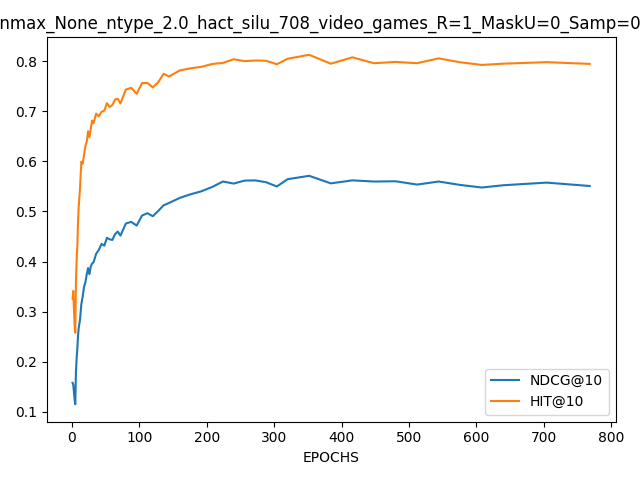 nmax_None_ntype_2.0_hact_silu_708_video_games_R=1_MaskU=0_Samp=0
0.8
0.7
0.6
0.5
0.4
0.3
0.2
0.1
NDCG@10
HIT@10
0 100 200 300 400 500 600 700 800
EPOCHS